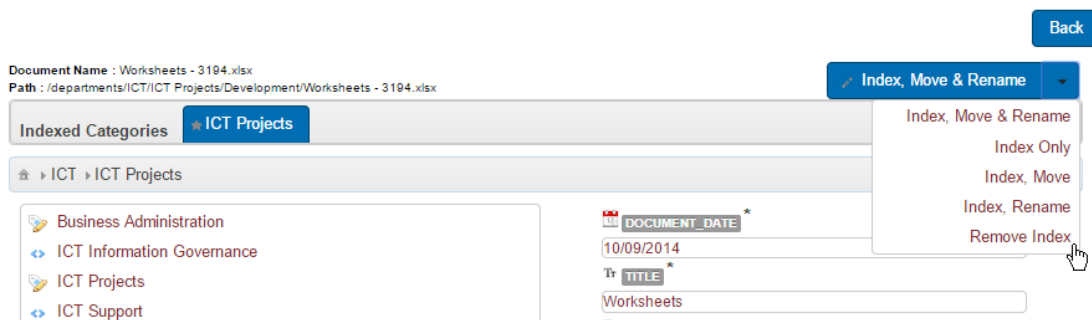 Back
Document Name : Worksheets - 3194.xlsx
Path : /departments/ICT/ICT Projects/Development/Worksheets - 3194.xlsx
Index, Move & Rename
Indexed Categories
ICT Projects
Index, Move & Rename
Index Only
Index, Move
Index, Rename
Remove Index
ICT ICT Projects
Business Administration
ICT Information Governance
ICT Projects
ICT Support
DOCUMENT_DATE *
10/09/2014
Tr TITLE *
Worksheets